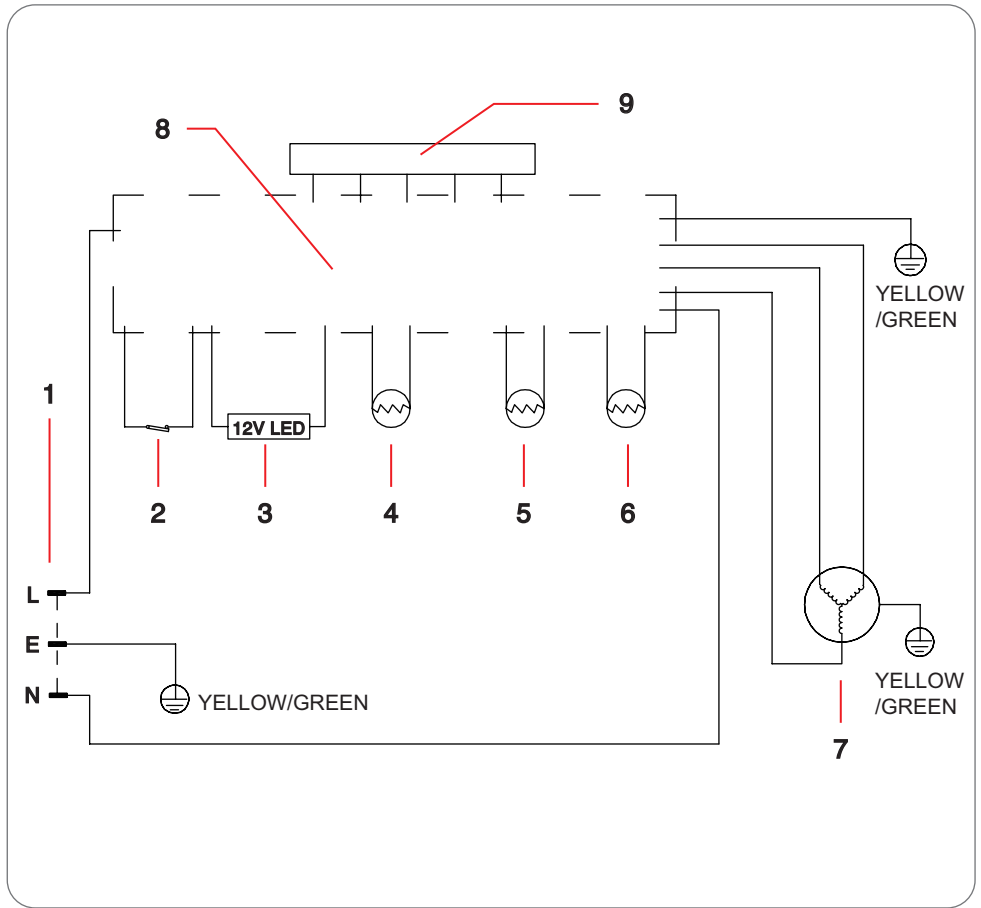 9
8
YELLOW
/GREEN
1
12V LED
2
3
4
5
6
L
E
N
YELLOW/GREEN
YELLOW
/GREEN
7